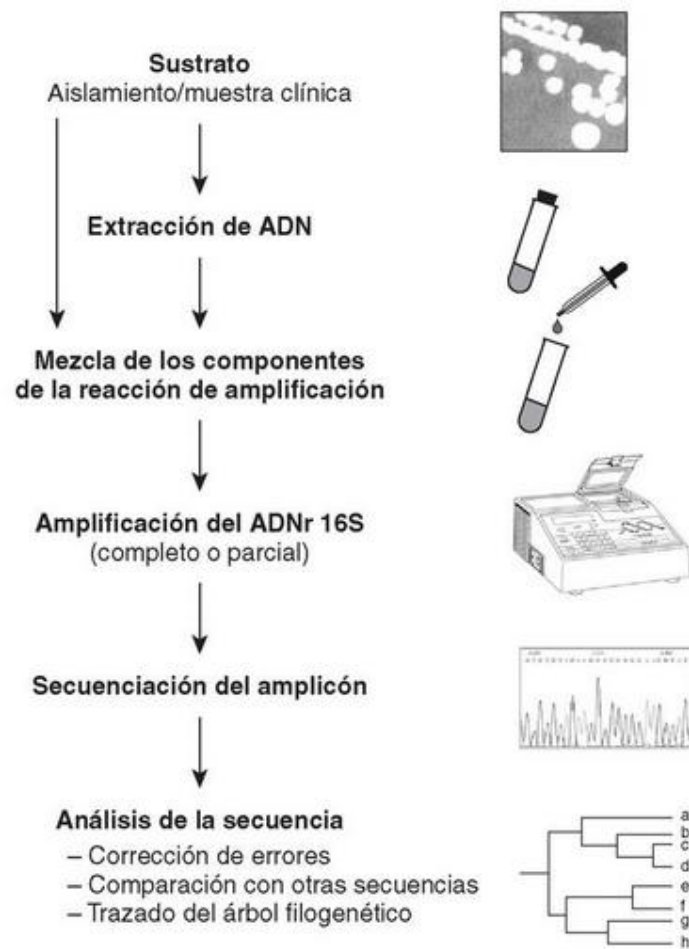 Sustrato
Aislamiento/muestra clínica
Extracción de ADN
Mezcla de los componentes
de la reacción de amplificación
Amplificación del ADNr 16S
(completo o parcial)
Secuenciación del amplicón
Análisis de la secuencia
– Corrección de errores
– Comparación con otras secuencias
– Trazado del árbol filogenético
a
b
c
d
e
f
g
h